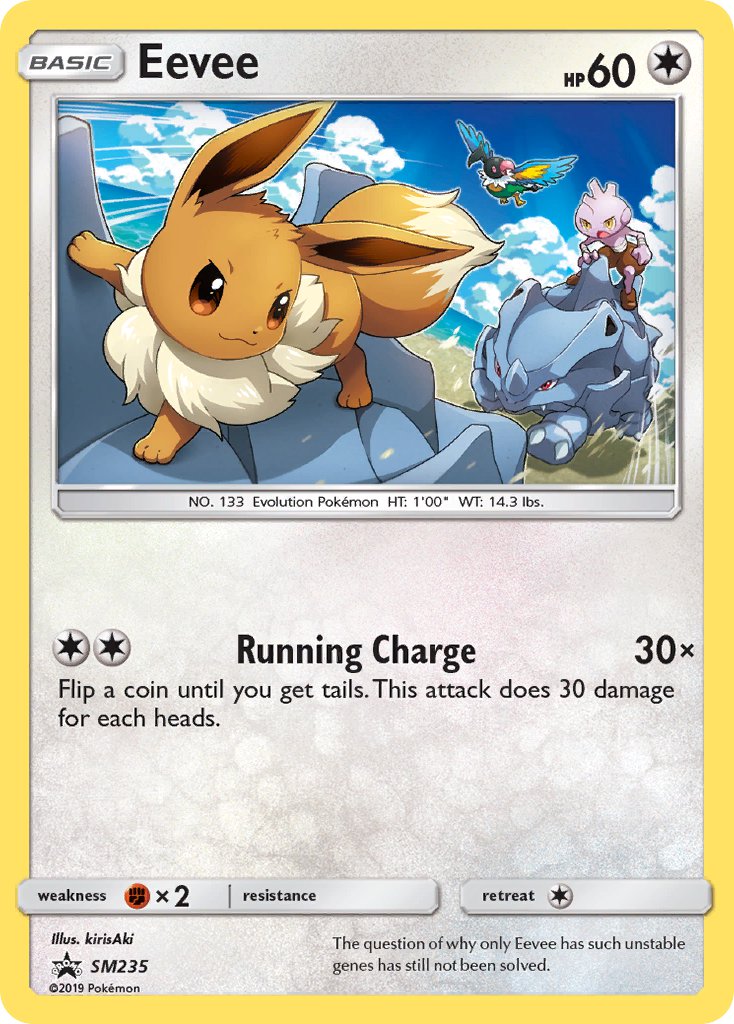 BASIC Eevee HP60
NO. 133 Evolution Pokémon HT: 1'00" WT: 14.3 lbs.
Running Charge 30×
Flip a coin until you get tails. This attack does 30 damage
for each heads.
weakness ×2 resistance retreat
Illus. kirisAki
SM235
©2019 Pokémon
The question of why only Eevee has such unstable
genes has still not been solved.